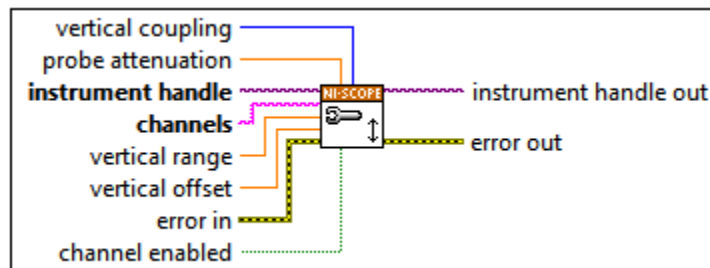 vertical coupling
probe attenuation
instrument handle
NI-SCOPE
instrument handle out
channels
error out
vertical range
vertical offset
error in
channel enabled